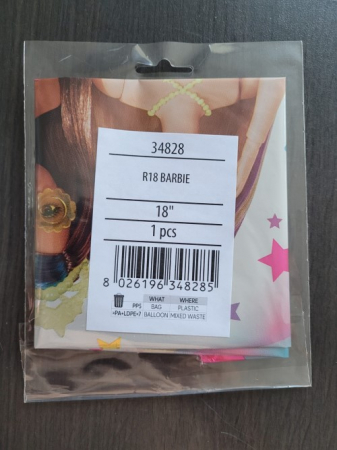 34828
R18 BARBIE
18"
1 pcs
8 026196 348285
WHAT WHERE
PP5 BAG PLASTIC
+PA+LDPE+7 BALLOON MIXED WASTE